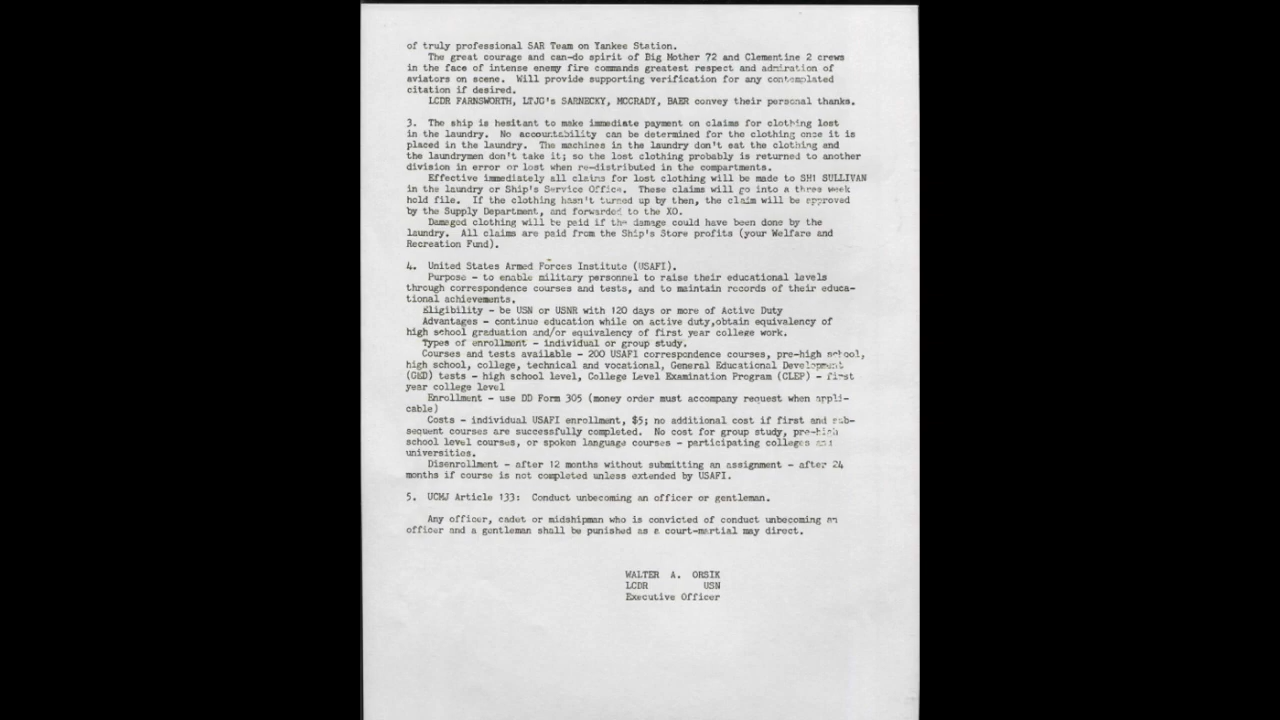 of truly professional SAR Team on Yankee Station.
The great courage and can-do spirit of Big Mother 72 and Clementine 2 crews
in the face of intense enemy fire commands greatest respect and admiration of
aviators on scene. Will provide supporting verification for any contemplated
citation if desired.
LCDR FARNSWORTH, LTJG's SARNECKY, MCCRADY, BAER convey their personal thanks.
3. The ship is hesitant to make immediate payment on claims for clothing lost
in the laundry. No accountability can be determined for the clothing once it is
placed in the laundry. The machines in the laundry don't eat the clothing and
the laundrymen don't take it; so the lost clothing probably is returned to another
division in error or lost when re-distributed in the compartments.
Effective immediately all claims for lost clothing will be made to SH1 SULLIVAN
in the laundry or Ship's Service Office. These claims will go into a three week
hold file. If the clothing hasn't turned up by then, the claim will be approved
by the Supply Department, and forwarded to the XO.
Damaged clothing will be paid if the damage could have been done by the
laundry. All claims are paid from the Ship's Store profits (your Welfare and
Recreation Fund).
4. United States Armed Forces Institute (USAFI).
Purpose - to enable military personnel to raise their educational levels
through correspondence courses and tests, and to maintain records of their educa-
tional achievements.
Eligibility - be USN or USNR with 120 days or more of Active Duty
Advantages - continue education while on active duty,obtain equivalency of
high school graduation and/or equivalency of first year college work.
Types of enrollment - individual or group study.
Courses and tests available - 200 USAFI correspondence courses, pre-high school,
high school, college, technical and vocational, General Educational Development
(GED) tests - high school level, College Level Examination Program (CLEP) - first
year college level
Enrollment - use DD Form 305 (money order must accompany request when appli-
cable)
Costs - individual USAFI enrollment, $5; no additional cost if first and sub-
sequent courses are successfully completed. No cost for group study, pre-high
school level courses, or spoken language courses - participating colleges and
universities.
Disenrollment - after 12 months without submitting an assignment - after 24
months if course is not completed unless extended by USAFI.
5. UCMJ Article 133: Conduct unbecoming an officer or gentleman.
Any officer, cadet or midshipman who is convicted of conduct unbecoming an
officer and a gentleman shall be punished as a court-martial may direct.
WALTER A. ORSIK
LCDR USN
Executive Officer